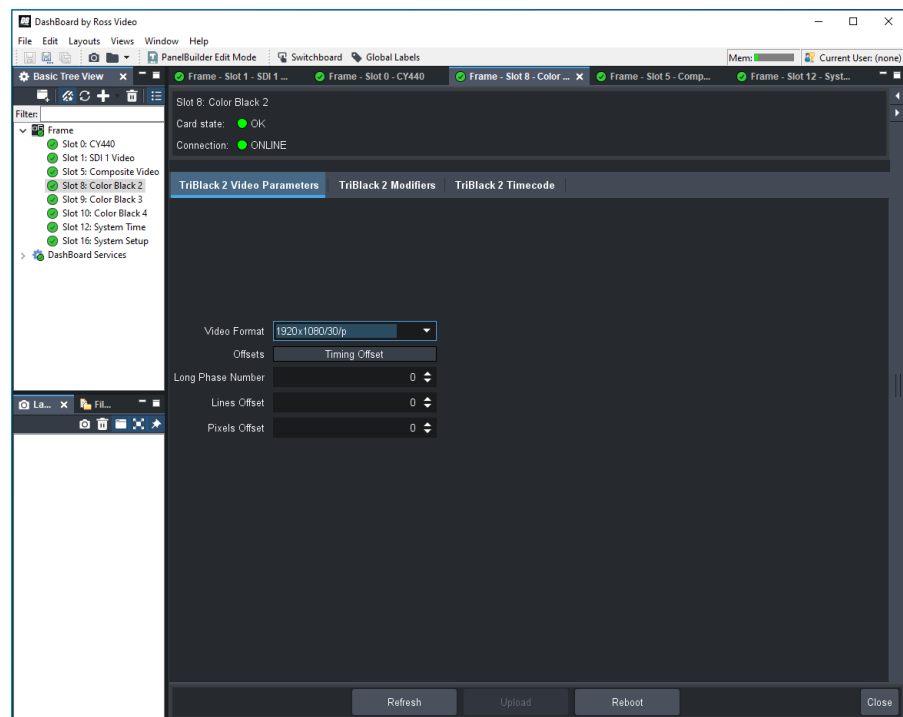 DashBoard by Ross Video
File Edit Layouts Views Window Help
PanelBuilder Edit Mode Switchboard Global Labels Mem: Current User: (none)
Basic Tree View
Frame - Slot 1 - SDI 1 ... Frame - Slot 0 - CY440 Frame - Slot 8 - Color ... Frame - Slot 5 - Comp... Frame - Slot 12 - Syst...
Filter:
Frame
Slot 0: CY440
Slot 1: SDI 1 Video
Slot 5: Composite Video
Slot 8: Color Black 2
Slot 9: Color Black 3
Slot 10: Color Black 4
Slot 12: System Time
Slot 16: System Setup
DashBoard Services
La... Fil...
Slot 8: Color Black 2
Card state: OK
Connection: ONLINE
TriBlack 2 Video Parameters TriBlack 2 Modifiers TriBlack 2 Timecode
Video Format 1920x1080/30/p
Offsets Timing Offset
Long Phase Number 0
Lines Offset 0
Pixels Offset 0
Refresh Upload Reboot Close